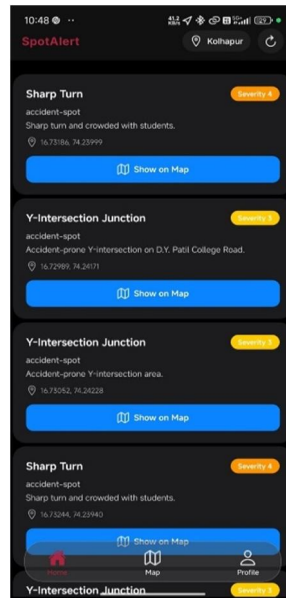 10:48
SpotAlert
Kolhapur
Sharp Turn
Severity 4
accident-spot
Sharp turn and crowded with students.
16.73186, 74.23999
Show on Map
Y-Intersection Junction
Severity 3
accident-spot
Accident-prone Y-intersection on D.Y. Patil College Road.
16.72989, 74.24171
Show on Map
Y-Intersection Junction
Severity 3
accident-spot
Accident-prone Y-intersection area.
16.73052, 74.24228
Show on Map
Sharp Turn
Severity 4
accident-spot
Sharp turn and crowded with students.
16.73244, 74.23940
Show on Map
Home
Map
Profile
Y-Intersection Junction
Severity 3